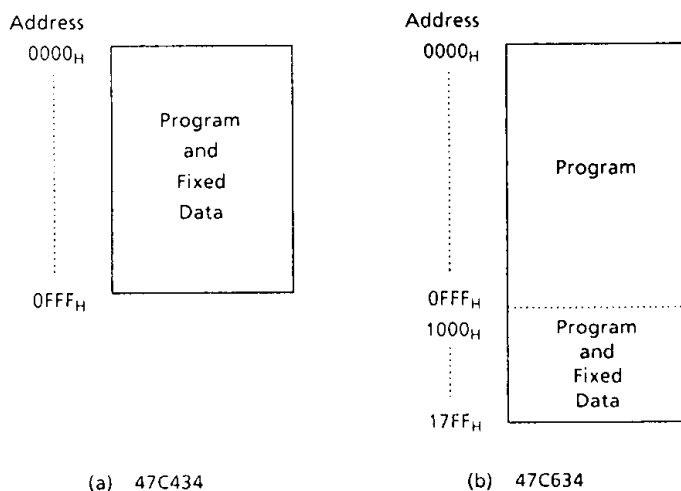 Address
0000H
Program
and
Fixed
Data
0FFFH
(a) 47C434
Address
0000H
Program
0FFFH
1000H
Program
and
Fixed
Data
17FFH
(b) 47C634